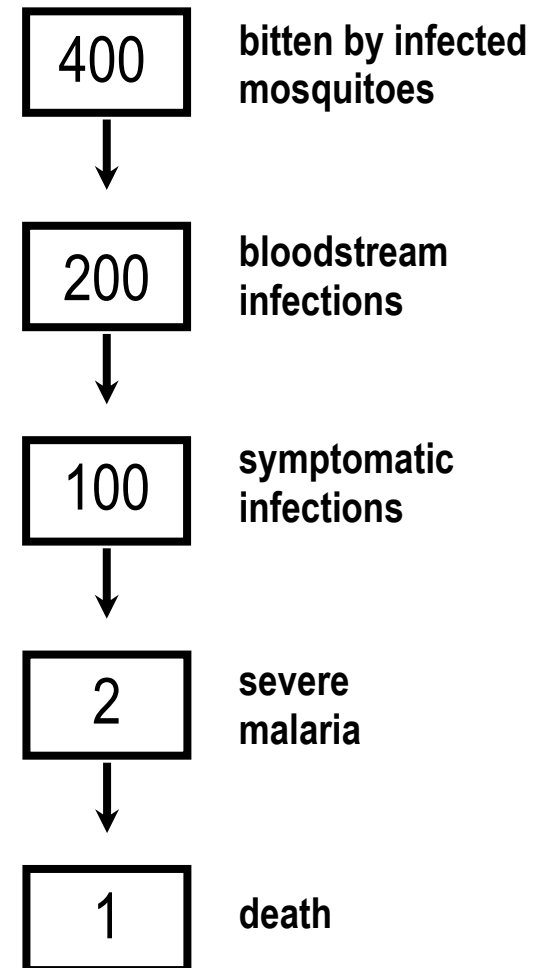 400
bitten by infected
mosquitoes
200
bloodstream
infections
100
symptomatic
infections
2
severe
malaria
1
death